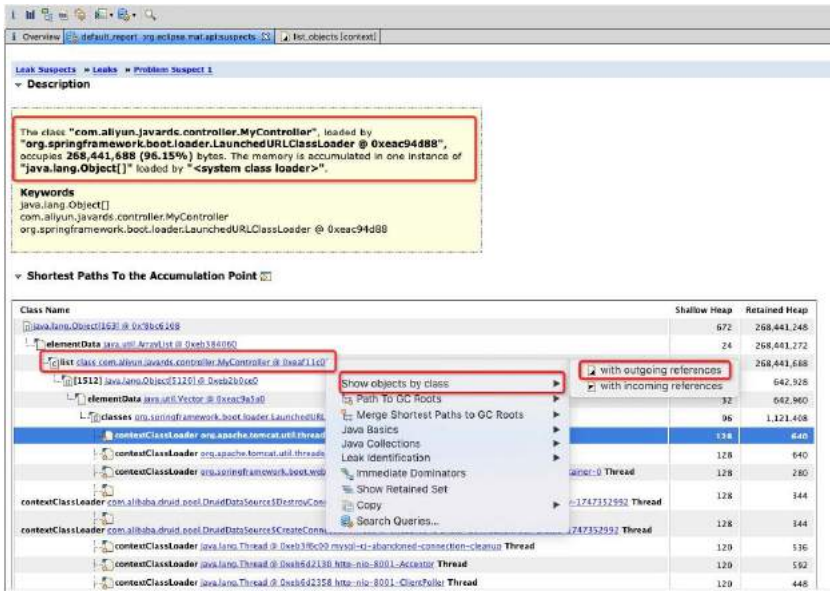 i Overview default_report org.eclipse.mat.api:suspects list_objects [context]
Leak Suspects » Leaks » Problem Suspect 1
Description
The class "com.aliyun.javards.controller.MyController", loaded by
"org.springframework.boot.loader.LaunchedURLClassLoader @ 0xeac94d88",
occupies 268,441,688 (96.15%) bytes. The memory is accumulated in one instance of
"java.lang.Object[]" loaded by "<system class loader>".
Keywords
java.lang.Object[]
com.aliyun.javards.controller.MyController
org.springframework.boot.loader.LaunchedURLClassLoader @ 0xeac94d88
Shortest Paths To the Accumulation Point
Class Name Shallow Heap Retained Heap
java.lang.Object[163] @ 0xf8bc6108 672 268,441,248
elementData java.util.ArrayList @ 0xeb384060 24 268,441,272
list class com.aliyun.javards.controller.MyController @ 0xeaf11c0 268,441,688
[1512] java.lang.Object[5120] @ 0xeb2b0ce0 642,928
elementData java.util.Vector @ 0xeac9a5a0 32 642,960
classes org.springframework.boot.loader.LaunchedURL 96 1,121,408
contextClassLoader org.apache.tomcat.util.thread 128 640
contextClassLoader org.apache.tomcat.util.threads 128 640
contextClassLoader org.springframework.boot.web tainer-0 Thread 128 280
contextClassLoader com.alibaba.druid.pool.DruidDataSource$DestroyCon -1747352992 Thread 128 344
contextClassLoader com.alibaba.druid.pool.DruidDataSource$CreateConn 1747352992 Thread 128 344
contextClassLoader java.lang.Thread @ 0xeb3f6c00 mysql-cj-abandoned-connection-cleanup Thread 120 536
contextClassLoader java.lang.Thread @ 0xeb6d2130 http-nio-8001-Acceptor Thread 120 592
contextClassLoader java.lang.Thread @ 0xeb6d2358 http-nio-8001-ClientPoller Thread 120 448
Show objects by class
Path To GC Roots
Merge Shortest Paths to GC Roots
Java Basics
Java Collections
Leak Identification
Immediate Dominators
Show Retained Set
Copy
Search Queries...
with outgoing references
with incoming references